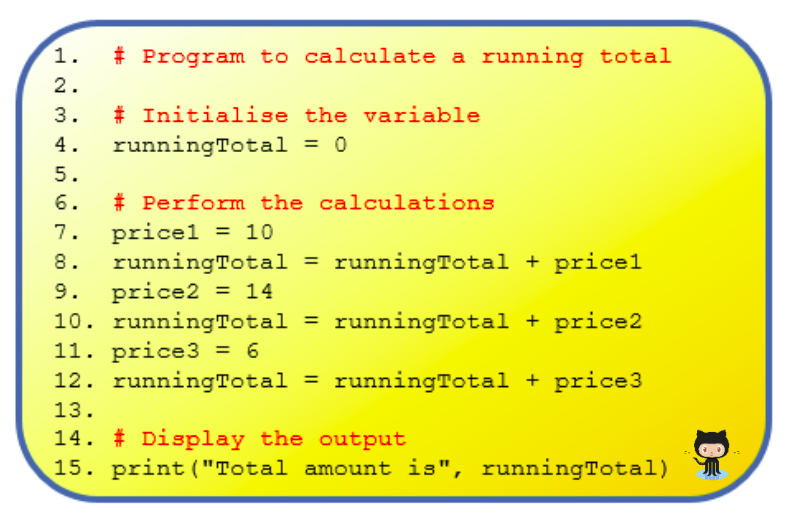 1. # Program to calculate a running total
2.
3. # Initialise the variable
4. runningTotal = 0
5.
6. # Perform the calculations
7. price1 = 10
8. runningTotal = runningTotal + price1
9. price2 = 14
10. runningTotal = runningTotal + price2
11. price3 = 6
12. runningTotal = runningTotal + price3
13.
14. # Display the output
15. print("Total amount is", runningTotal)